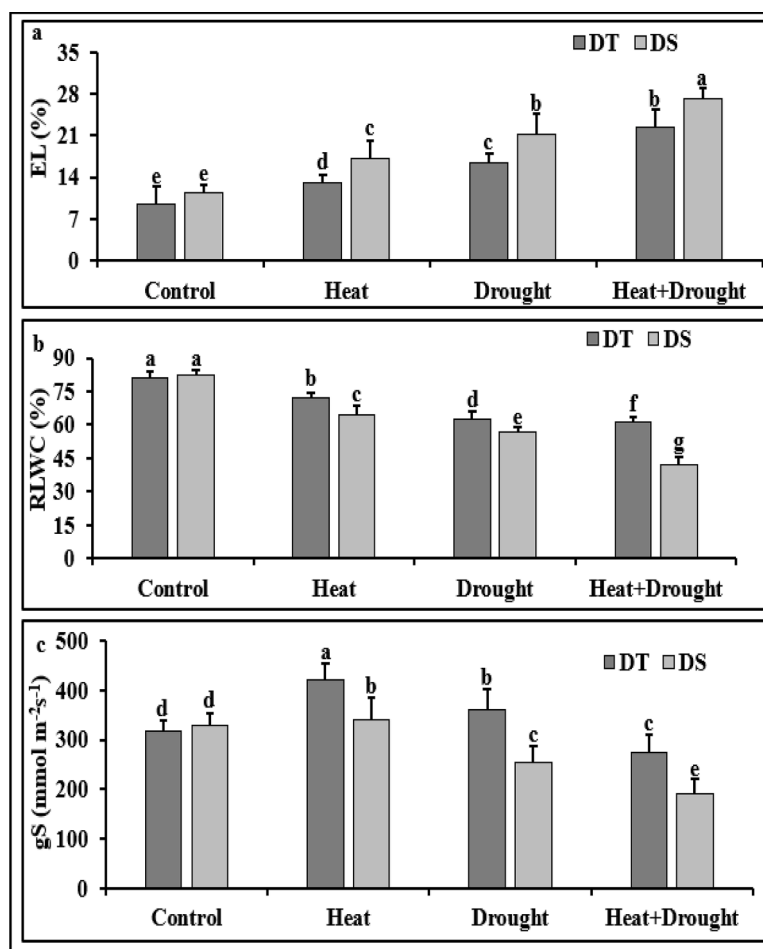 a
DT DS
EL (%)
35
28
21
14
7
0
e e d c c b b a
Control Heat Drought Heat+Drought
b
DT DS
RLWC (%)
90
75
60
45
30
15
0
a a b c d e f g
Control Heat Drought Heat+Drought
c
DT DS
gS (mmol m⁻²s⁻¹)
500
400
300
200
100
0
d d a b b c c e
Control Heat Drought Heat+Drought